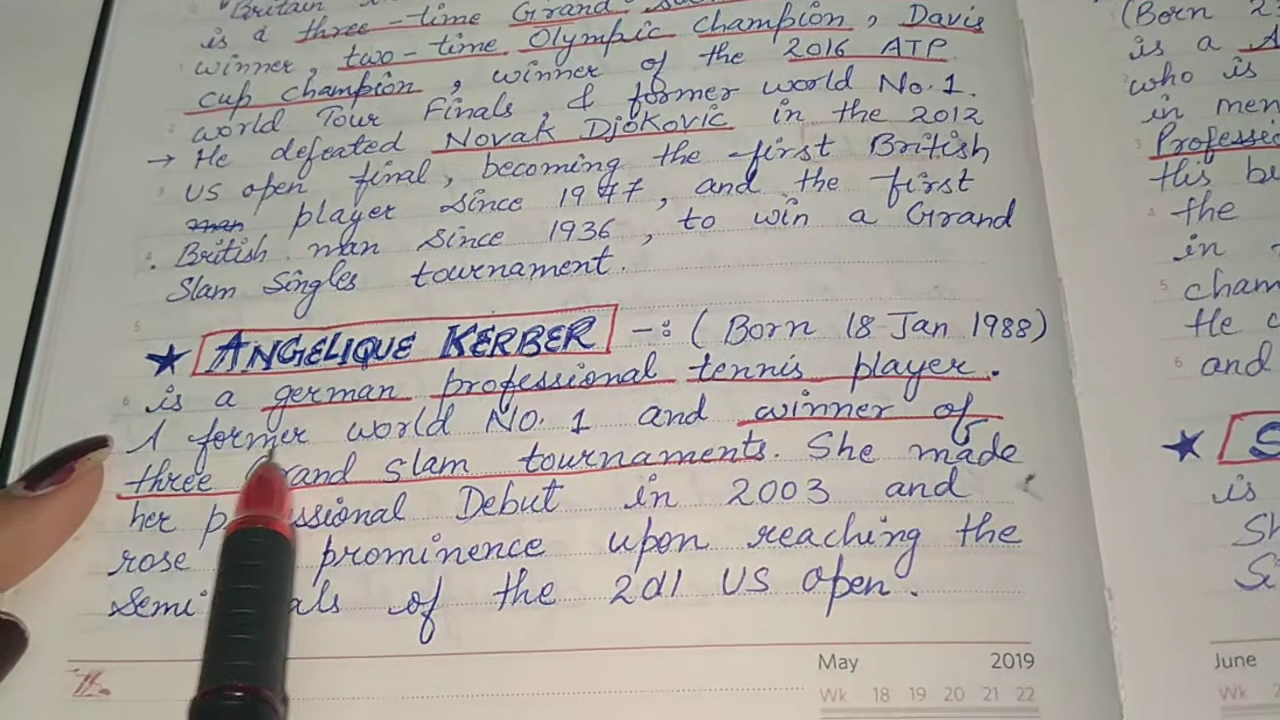 Britain
is a three-time Grand
winner, two-time Olympic Champion, Davis
cup champion, winner of the 2016 ATP
world Tour Finals, & former world No.1.
→ He defeated Novak Djokovic in the 2012
US open final, becoming the first British
man player since 1977, and the first
British man since 1936, to win a Grand
Slam Singles tournament.
★ ANGELIQUE KERBER -: (Born 18 Jan 1988)
is a german professional tennis player.
A former world NO. 1 and winner of
three Grand Slam tournaments. She made
her p ssional Debut in 2003 and
rose prominence upon reaching the
Semi als of the 2011 US open.
May 2019
Wk 18 19 20 21 22
(Born 2
is a A
who is
in men
Professi
this be
the
in
cham
He
and
★ S
is
Sh
S
June
Wk